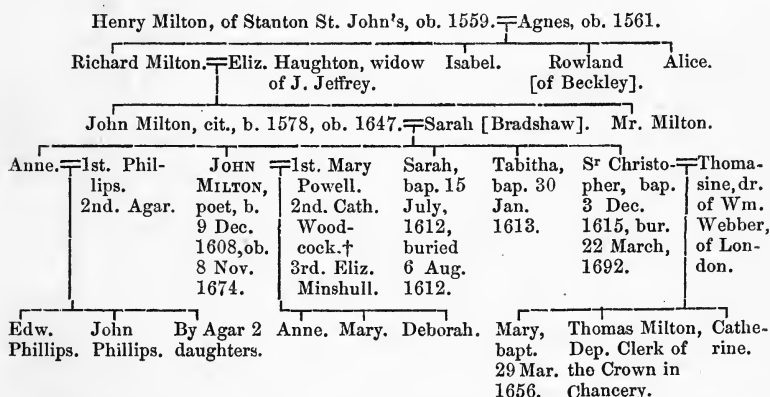 Henry Milton, of Stanton St. John's, ob. 1559.=Agnes, ob. 1561.
Richard Milton.=Eliz. Haughton, widow of J. Jeffrey.
Isabel.
Rowland
[of Beckley].
Alice.
John Milton, cit., b. 1578, ob. 1647.=Sarah [Bradshaw].
Mr. Milton.
Anne.=1st. Phil-
lips.
2nd. Agar.
JOHN
MILTON,
poet, b.
9 Dec.
1608, ob.
8 Nov.
1674.
=1st. Mary
Powell.
2nd. Cath.
Wood-
cock.†
3rd. Eliz.
Minshull.
Sarah,
bap. 15
July,
1612,
buried
6 Aug.
1612.
Tabitha,
bap. 30
Jan.
1613.
Sr Christo-
pher, bap.
3 Dec.
1615, bur.
22 March,
1692.
=Thoma-
sine, dr.
of Wm.
Webber,
of Lon-
don.
Edw.
Phillips.
John
Phillips.
By Agar 2
daughters.
Anne. Mary. Deborah.
Mary,
bapt.
29 Mar.
1656.
Thomas Milton,
Dep. Clerk of
the Crown in
Chancery.
Cathe-
rine.